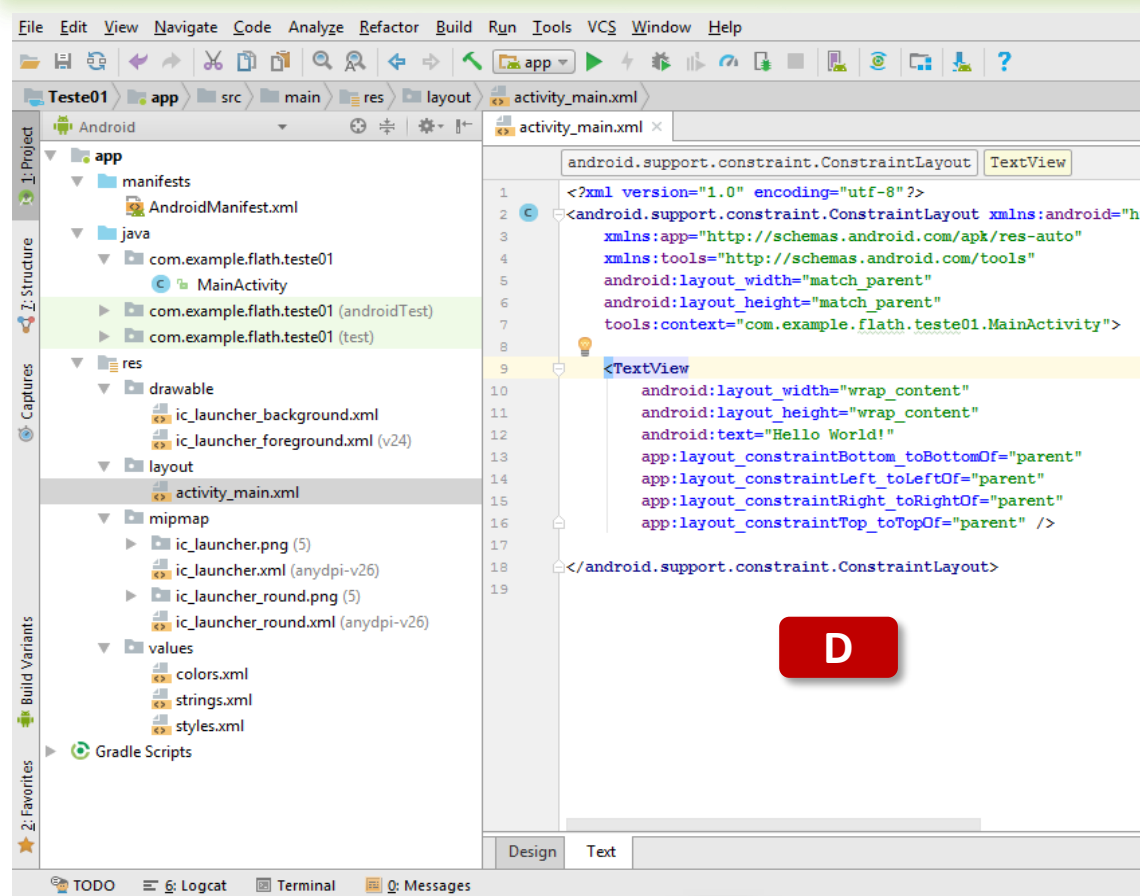 File Edit View Navigate Code Analyze Refactor Build Run Tools VCS Window Help
app
Teste01 app src main res layout activity_main.xml
1: Project
Z: Structure
Captures
Build Variants
2: Favorites
Android
app
manifests
AndroidManifest.xml
java
com.example.flath.teste01
MainActivity
com.example.flath.teste01 (androidTest)
com.example.flath.teste01 (test)
res
drawable
ic_launcher_background.xml
ic_launcher_foreground.xml (v24)
layout
activity_main.xml
mipmap
ic_launcher.png (5)
ic_launcher.xml (anydpi-v26)
ic_launcher_round.png (5)
ic_launcher_round.xml (anydpi-v26)
values
colors.xml
strings.xml
styles.xml
Gradle Scripts
activity_main.xml
android.support.constraint.ConstraintLayout TextView
1 <?xml version="1.0" encoding="utf-8"?>
2 C <android.support.constraint.ConstraintLayout xmlns:android="h
3 xmlns:app="http://schemas.android.com/apk/res-auto"
4 xmlns:tools="http://schemas.android.com/tools"
5 android:layout_width="match_parent"
6 android:layout_height="match_parent"
7 tools:context="com.example.flath.teste01.MainActivity">
8
9 <TextView
10 android:layout_width="wrap_content"
11 android:layout_height="wrap_content"
12 android:text="Hello World!"
13 app:layout_constraintBottom_toBottomOf="parent"
14 app:layout_constraintLeft_toLeftOf="parent"
15 app:layout_constraintRight_toRightOf="parent"
16 app:layout_constraintTop_toTopOf="parent" />
17
18 </android.support.constraint.ConstraintLayout>
19
D
Design Text
TODO 6: Logcat Terminal 0: Messages